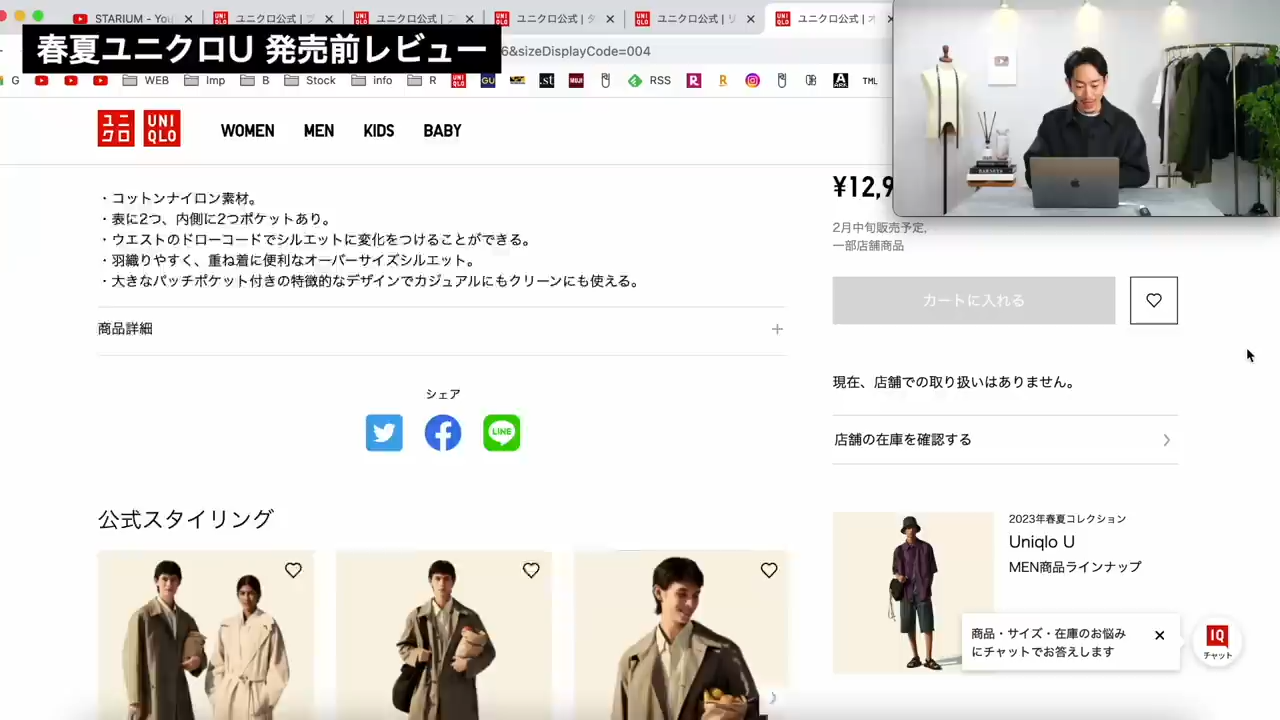 STARIUM - You
ユニクロ公式 | プ
ユニクロ公式 |
ユニクロ公式 | タ
ユニクロ公式 | リ
ユニクロ公式 | オ
春夏ユニクロU 発売前レビュー
6&sizeDisplayCode=004
G
WEB
Imp
B
Stock
info
R
GU
.st
MUJI
RSS
R
R
ARK
TML
ユニクロ
UNIQLO
WOMEN
MEN
KIDS
BABY
・コットンナイロン素材。
・表に2つ、内側に2つポケットあり。
・ウエストのドローコードでシルエットに変化をつけることができる。
・羽織りやすく、重ね着に便利なオーバーサイズシルエット。
・大きなパッチポケット付きの特徴的なデザインでカジュアルにもクリーンにも使える。
商品詳細
シェア
LINE
公式スタイリング
¥12,9
2月中旬販売予定,
一部店舗商品
カートに入れる
現在、店舗での取り扱いはありません。
店舗の在庫を確認する
2023年春夏コレクション
Uniqlo U
MEN商品ラインナップ
商品・サイズ・在庫のお悩み
にチャットでお答えします
IQ
チャット